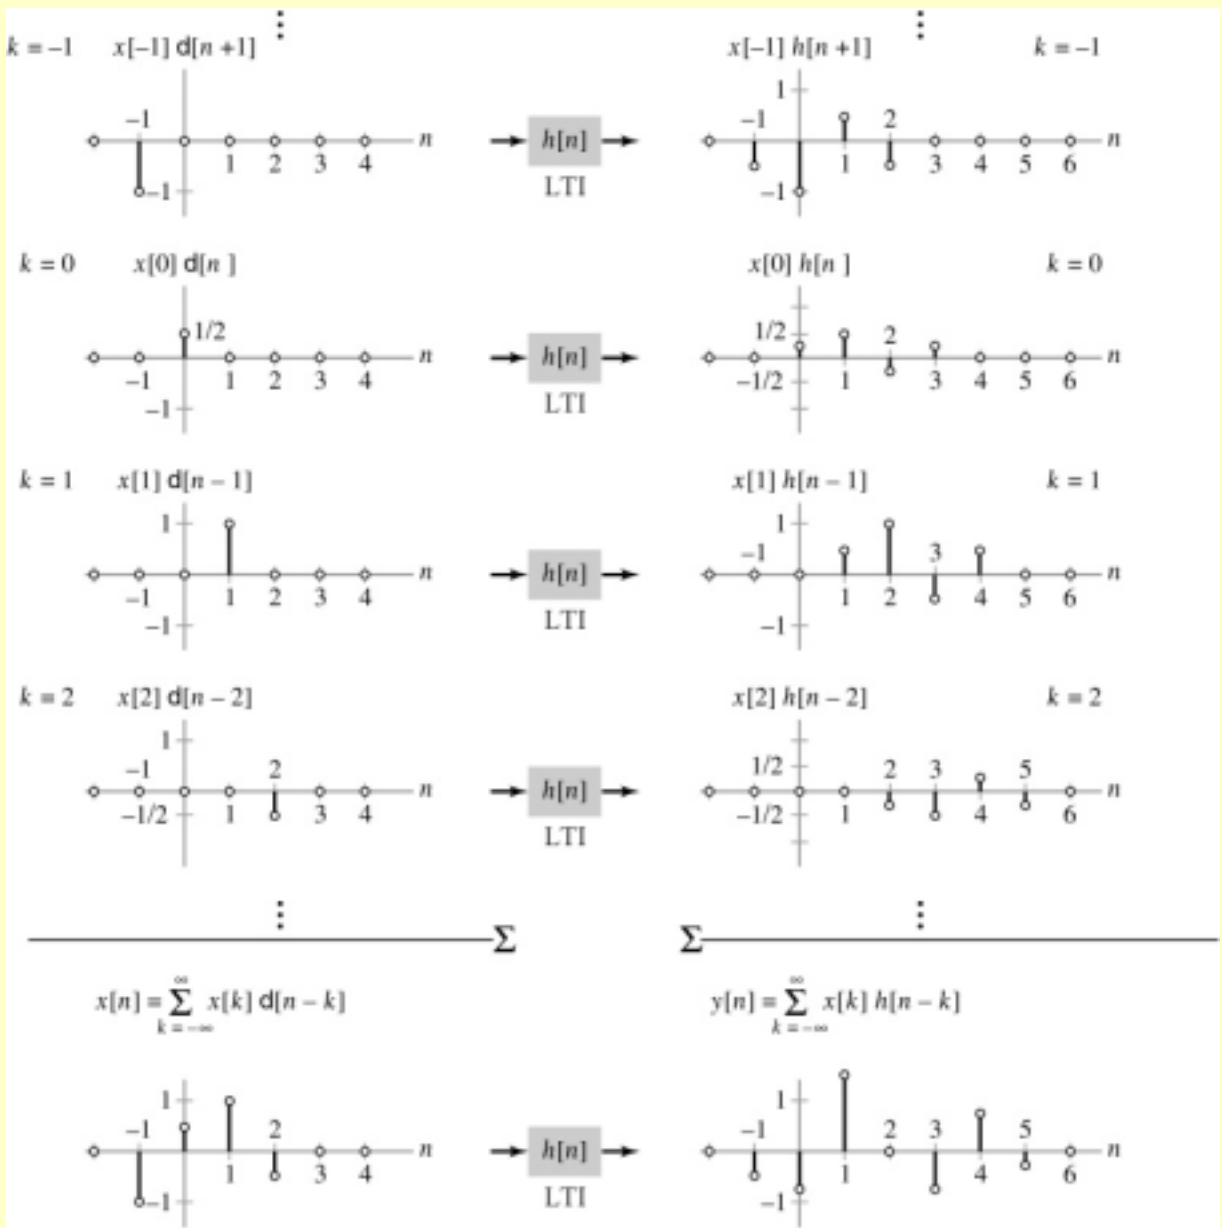 ⋮ ⋮
k = –1 x[–1] d[n +1] x[–1] h[n +1] k = –1
1
–1 –1 2
n h[n] n
1 2 3 4 1 3 4 5 6
–1 LTI –1
k = 0 x[0] d[n ] x[0] h[n ] k = 0
1/2 1/2 2
n h[n] n
–1 1 2 3 4 –1/2 1 3 4 5 6
–1 LTI
k = 1 x[1] d[n – 1] x[1] h[n – 1] k = 1
1 1
–1 3
n h[n] n
–1 1 2 3 4 1 2 4 5 6
–1 LTI –1
k = 2 x[2] d[n – 2] x[2] h[n – 2] k = 2
1
–1 2 1/2 2 3 5
n h[n] n
–1/2 1 3 4 –1/2 1 4 6
LTI
⋮ ⋮
Σ Σ
∞ ∞
x[n] = Σ x[k] d[n – k] y[n] = Σ x[k] h[n – k]
k = –∞ k = –∞
1 1
–1 2 –1 2 3 5
n h[n] n
1 3 4 1 4 6
–1 LTI –1